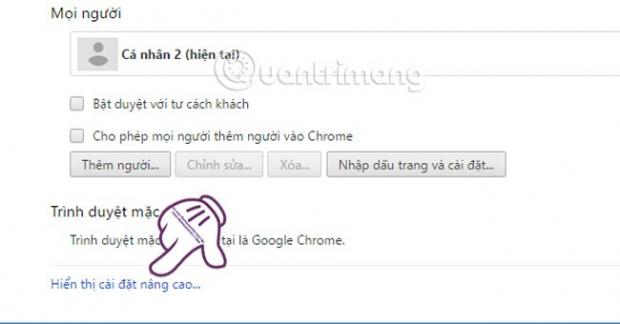 Mọi người
Cá nhân 2 (hiện tại)
Quantrimang
Bật duyệt với tư cách khách
Cho phép mọi người thêm người vào Chrome
Thêm người... Chỉnh sửa... Xóa... Nhập dấu trang và cài đặt...
Trình duyệt mặc
Trình duyệt mặc tại là Google Chrome.
Hiển thị cài đặt nâng cao...